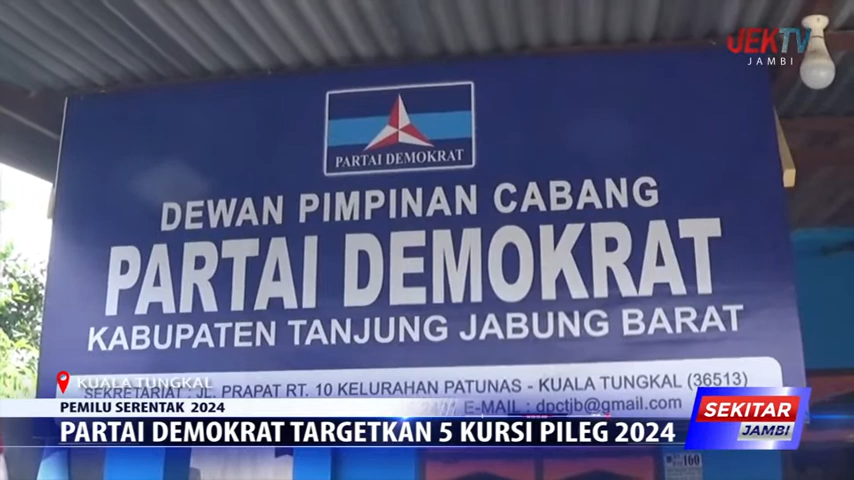 JEKTV
JAMBI
PARTAI DEMOKRAT
DEWAN PIMPINAN CABANG
PARTAI DEMOKRAT
KABUPATEN TANJUNG JABUNG BARAT
KUALA TUNGKAL
SEKRETARIAT : JL. PRAPAT RT. 10 KELURAHAN PATUNAS - KUALA TUNGKAL (36513)
E-MAIL : dpctjb@gmail.com
PEMILU SERENTAK 2024
PARTAI DEMOKRAT TARGETKAN 5 KURSI PILEG 2024
SEKITAR
JAMBI
160